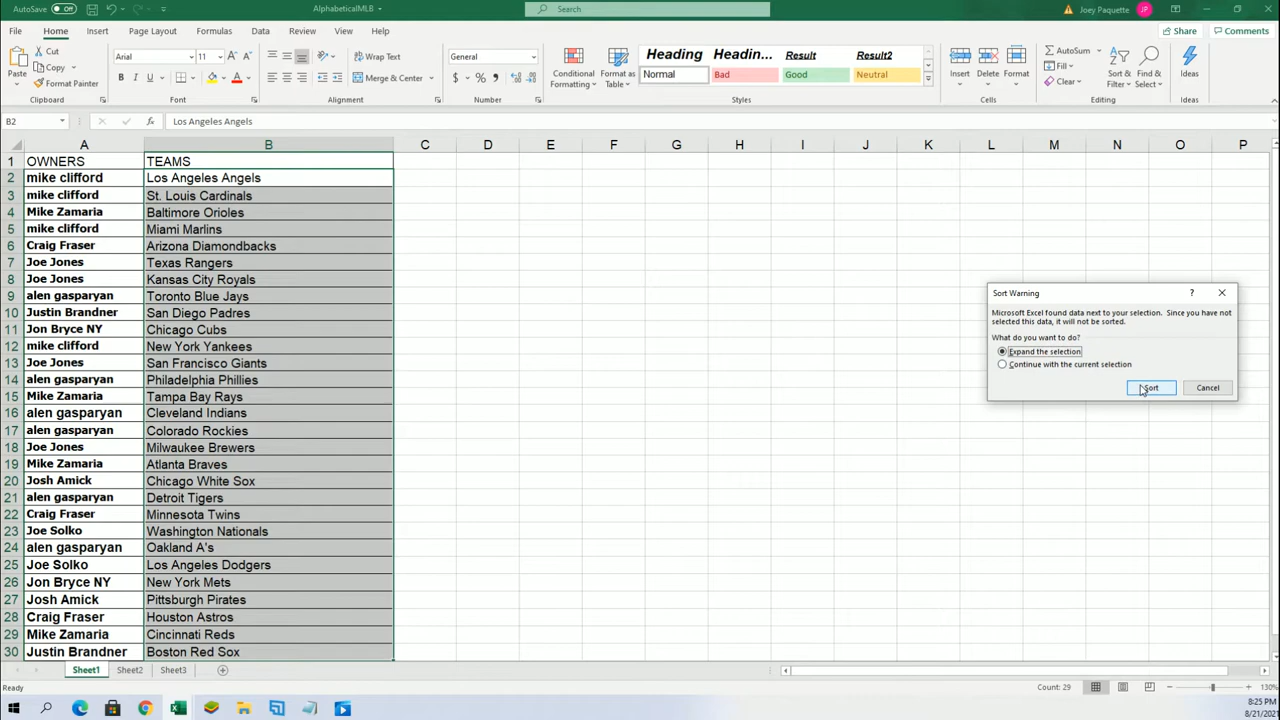 AutoSave Off AlphabeticalMLB Search Joey Paquette JP
File Home Insert Page Layout Formulas Data Review View Help Share Comments
Paste Cut Copy Format Painter Clipboard
Arial 11 B I U A Font
Wrap Text Merge & Center Alignment
General $ % Number
Conditional Formatting Format as Table
Heading Headin... Result Result2
Normal Bad Good Neutral Styles
Insert Delete Format Cells
AutoSum Fill Clear Sort & Filter Find & Select Editing
Ideas Ideas
B2 fx Los Angeles Angels
A B C D E F G H I J K L M N O P
1 OWNERS TEAMS
2 mike clifford Los Angeles Angels
3 mike clifford St. Louis Cardinals
4 Mike Zamaria Baltimore Orioles
5 mike clifford Miami Marlins
6 Craig Fraser Arizona Diamondbacks
7 Joe Jones Texas Rangers
8 Joe Jones Kansas City Royals
9 alen gasparyan Toronto Blue Jays
10 Justin Brandner San Diego Padres
11 Jon Bryce NY Chicago Cubs
12 mike clifford New York Yankees
13 Joe Jones San Francisco Giants
14 alen gasparyan Philadelphia Phillies
15 Mike Zamaria Tampa Bay Rays
16 alen gasparyan Cleveland Indians
17 alen gasparyan Colorado Rockies
18 Joe Jones Milwaukee Brewers
19 Mike Zamaria Atlanta Braves
20 Josh Amick Chicago White Sox
21 alen gasparyan Detroit Tigers
22 Craig Fraser Minnesota Twins
23 Joe Solko Washington Nationals
24 alen gasparyan Oakland A's
25 Joe Solko Los Angeles Dodgers
26 Jon Bryce NY New York Mets
27 Josh Amick Pittsburgh Pirates
28 Craig Fraser Houston Astros
29 Mike Zamaria Cincinnati Reds
30 Justin Brandner Boston Red Sox
Sort Warning ?
Microsoft Excel found data next to your selection. Since you have not
selected this data, it will not be sorted.
What do you want to do?
Expand the selection
Continue with the current selection
Sort Cancel
Sheet1 Sheet2 Sheet3
Ready Count: 29 130%
8:25 PM